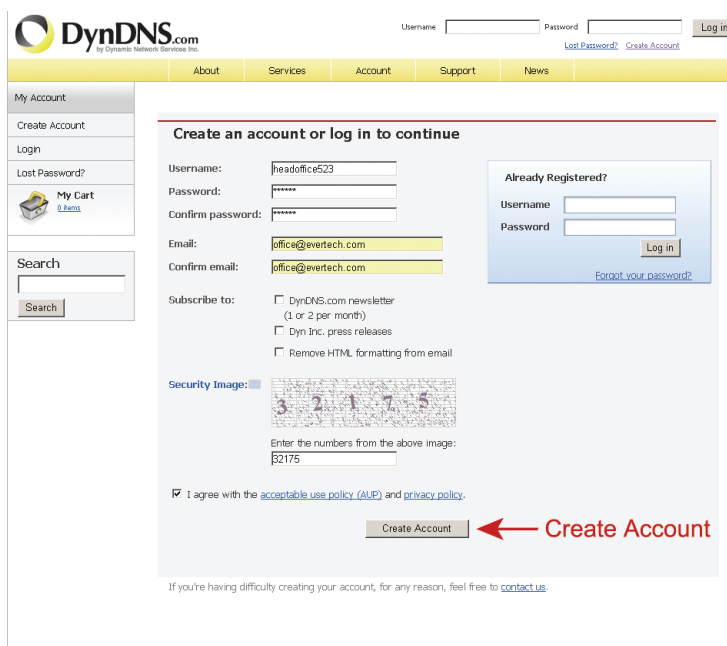 DynDNS.com
by Dynamic Network Services Inc.
Username
Password
Log in
Lost Password? Create Account
About Services Account Support News
My Account
Create Account
Login
Lost Password?
My Cart
0 items
Search
Search
Create an account or log in to continue
Username: headoffice523
Password: ******
Confirm password: ******
Email: office@evertech.com
Confirm email: office@evertech.com
Subscribe to: DynDNS.com newsletter
(1 or 2 per month)
Dyn Inc. press releases
Remove HTML formatting from email
Security Image:
3 2 1 7 5
Enter the numbers from the above image:
32175
I agree with the acceptable use policy (AUP) and privacy policy.
Create Account
Create Account
Already Registered?
Username
Password
Log in
Forgot your password?
If you're having difficulty creating your account, for any reason, feel free to contact us.